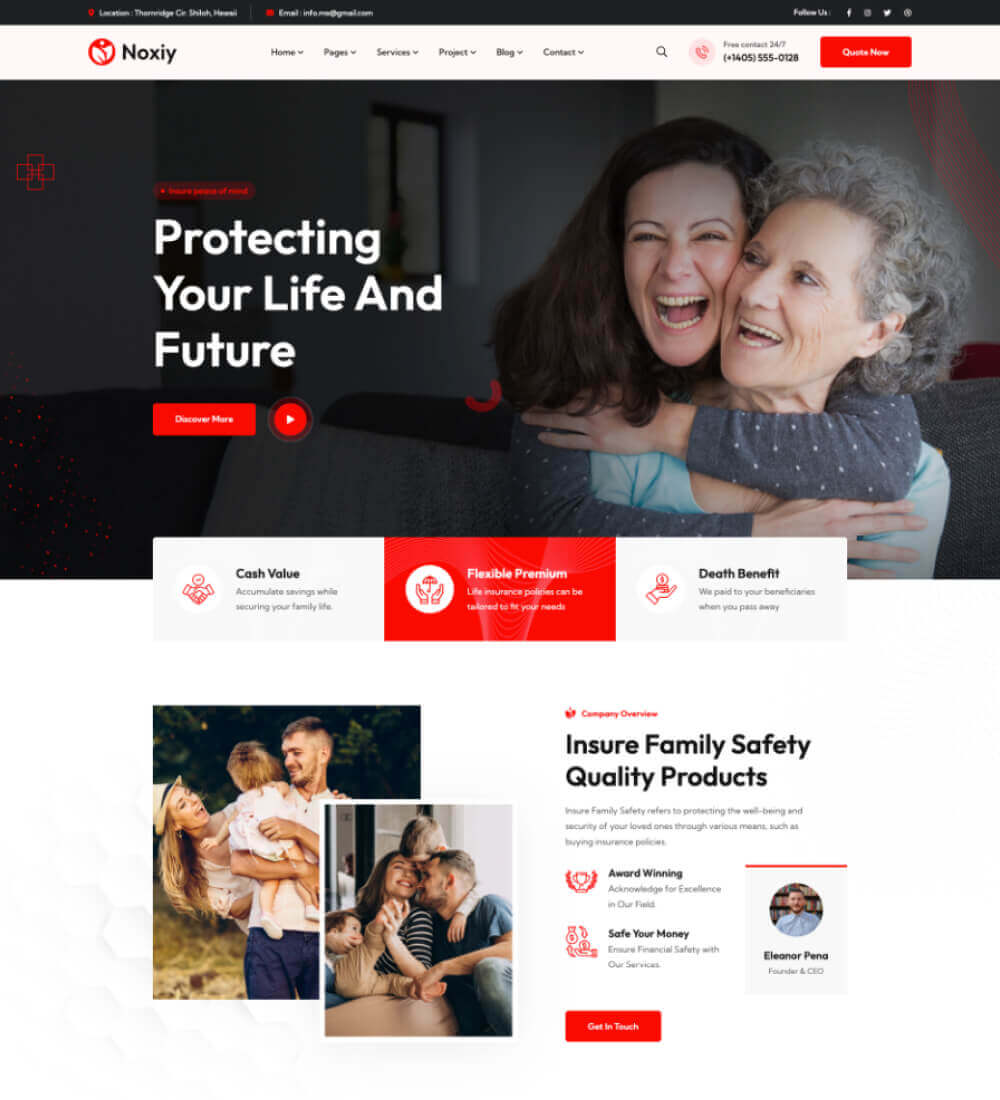 Location : Thornridge Cir. Shiloh, Hawaii
Email : info.ma@gmail.com
Follow Us :
Noxiy
Home
Pages
Services
Project
Blog
Contact
Free contact 24/7
(+1405) 555-0128
Quote Now
Insure peace of mind
Protecting
Your Life And
Future
Discover More
Cash Value
Accumulate savings while
securing your family life.
Flexible Premium
Life insurance policies can be
tailored to fit your needs
Death Benefit
We paid to your beneficiaries
when you pass away
Company Overview
Insure Family Safety
Quality Products
Insure Family Safety refers to protecting the well-being and
security of your loved ones through various means, such as
buying insurance policies.
Award Winning
Acknowledge for Excellence
in Our Field.
Safe Your Money
Ensure Financial Safety with
Our Services.
Eleanor Pena
Founder & CEO
Get In Touch